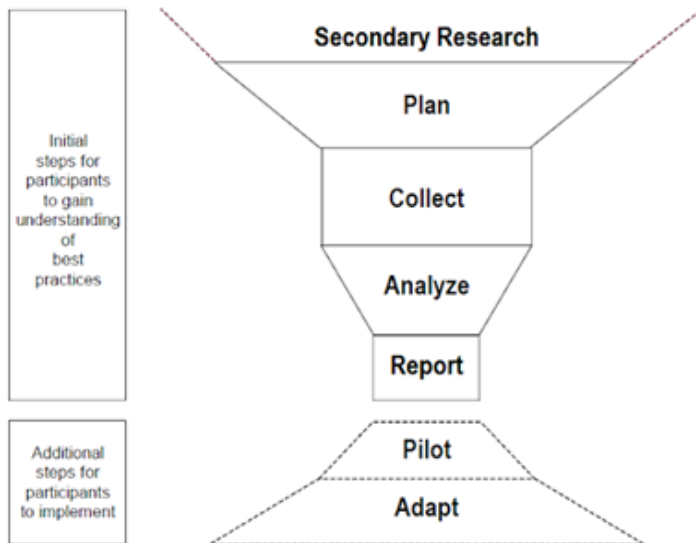 Secondary Research
Plan
Collect
Analyze
Report
Pilot
Adapt
Initial
steps for
participants
to gain
understanding
of
best
practices
Additional
steps for
participants
to implement